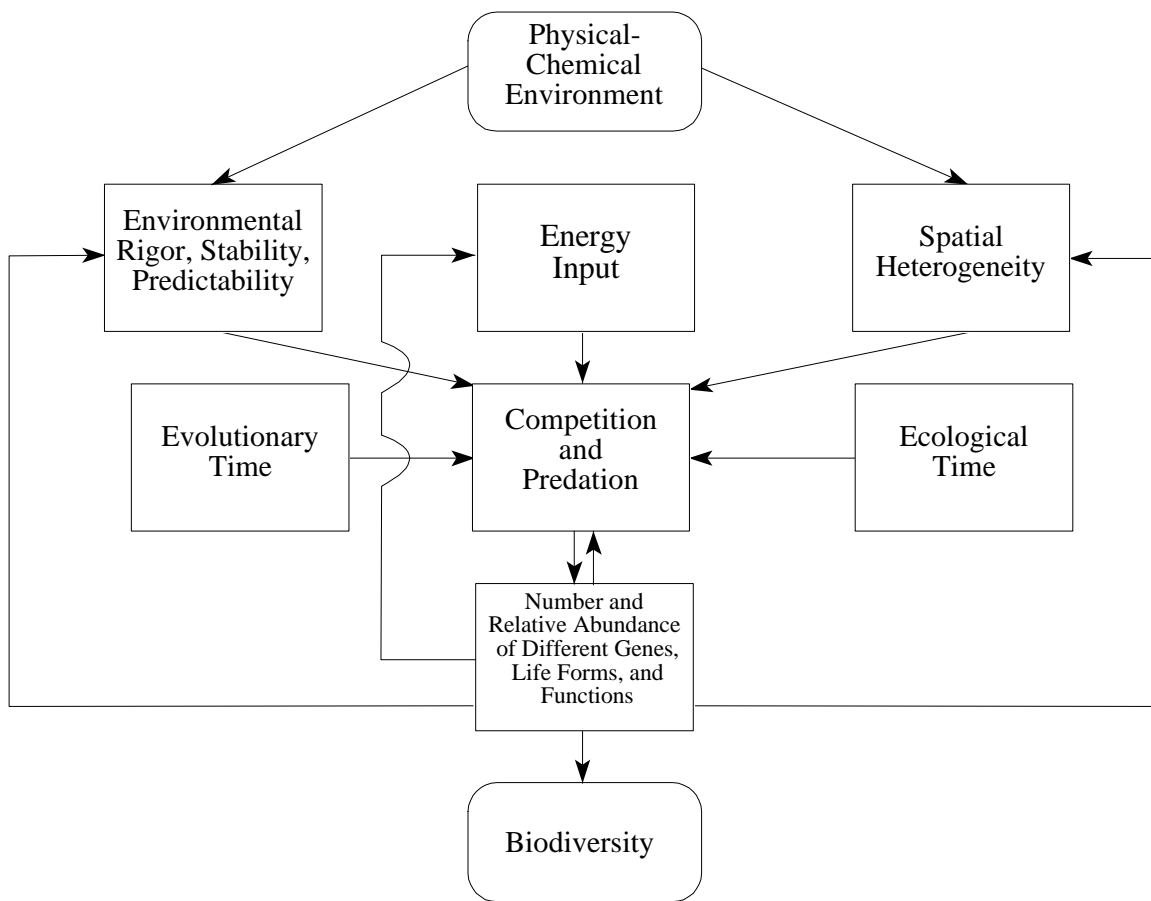 Physical-
Chemical
Environment
Environmental
Rigor, Stability,
Predictability
Energy
Input
Spatial
Heterogeneity
Evolutionary
Time
Competition
and
Predation
Ecological
Time
Number and
Relative Abundance
of Different Genes,
Life Forms, and
Functions
Biodiversity